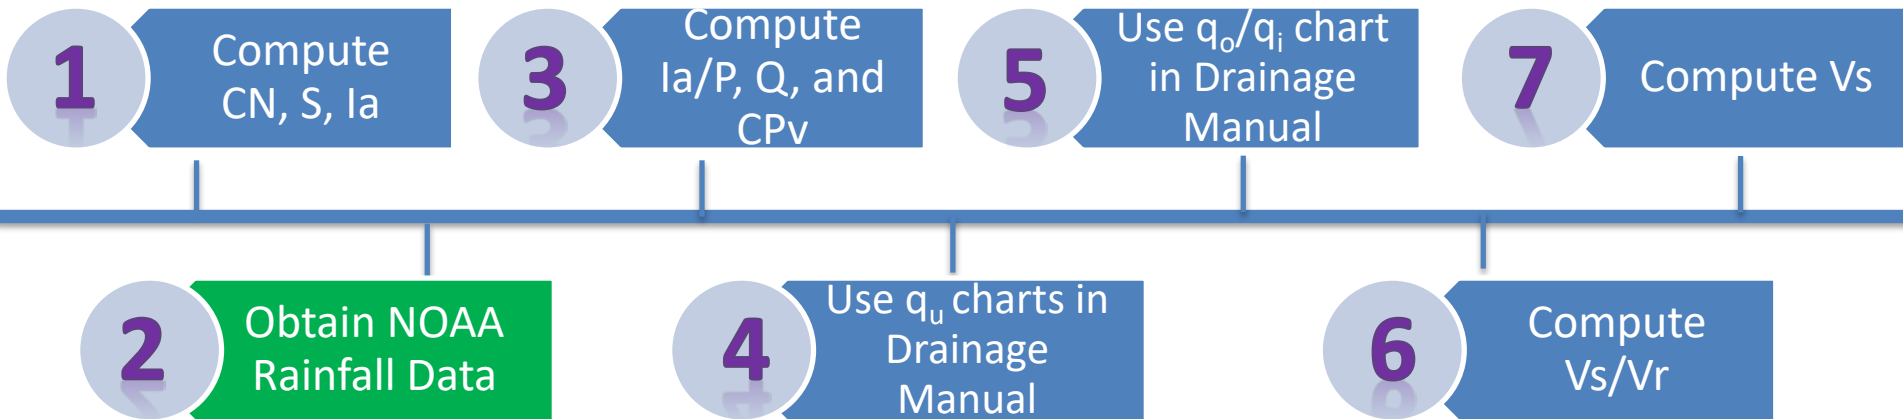 1
Compute
CN, S, Ia
2
Obtain NOAA
Rainfall Data
3
Compute
Ia/P, Q, and
CPv
4
Use qu charts in
Drainage
Manual
5
Use qo/qi chart
in Drainage
Manual
6
Compute
Vs/Vr
7
Compute Vs